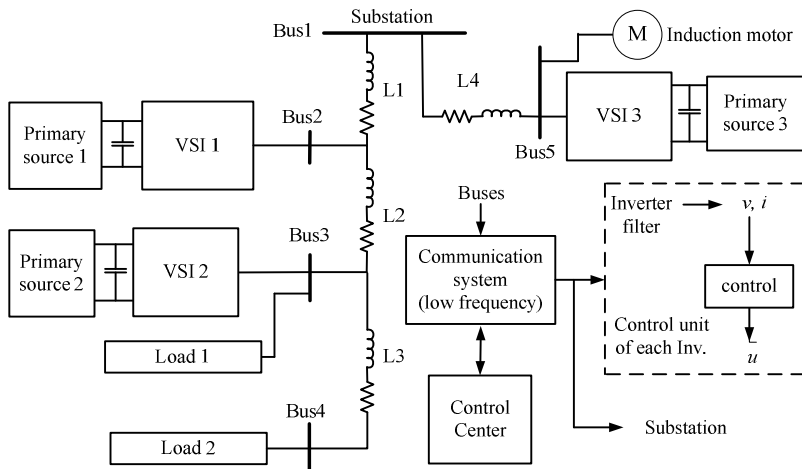 Substation
Bus1
M
Induction motor
L1
L4
Primary
source 1
VSI 1
Bus2
VSI 3
Primary
source 3
Bus5
L2
Buses
Inverter
filter
v, i
Primary
source 2
VSI 2
Bus3
Communication
system
(low frequency)
control
Load 1
L3
Control unit
of each Inv.
u̅
Control
Center
Bus4
Load 2
Substation